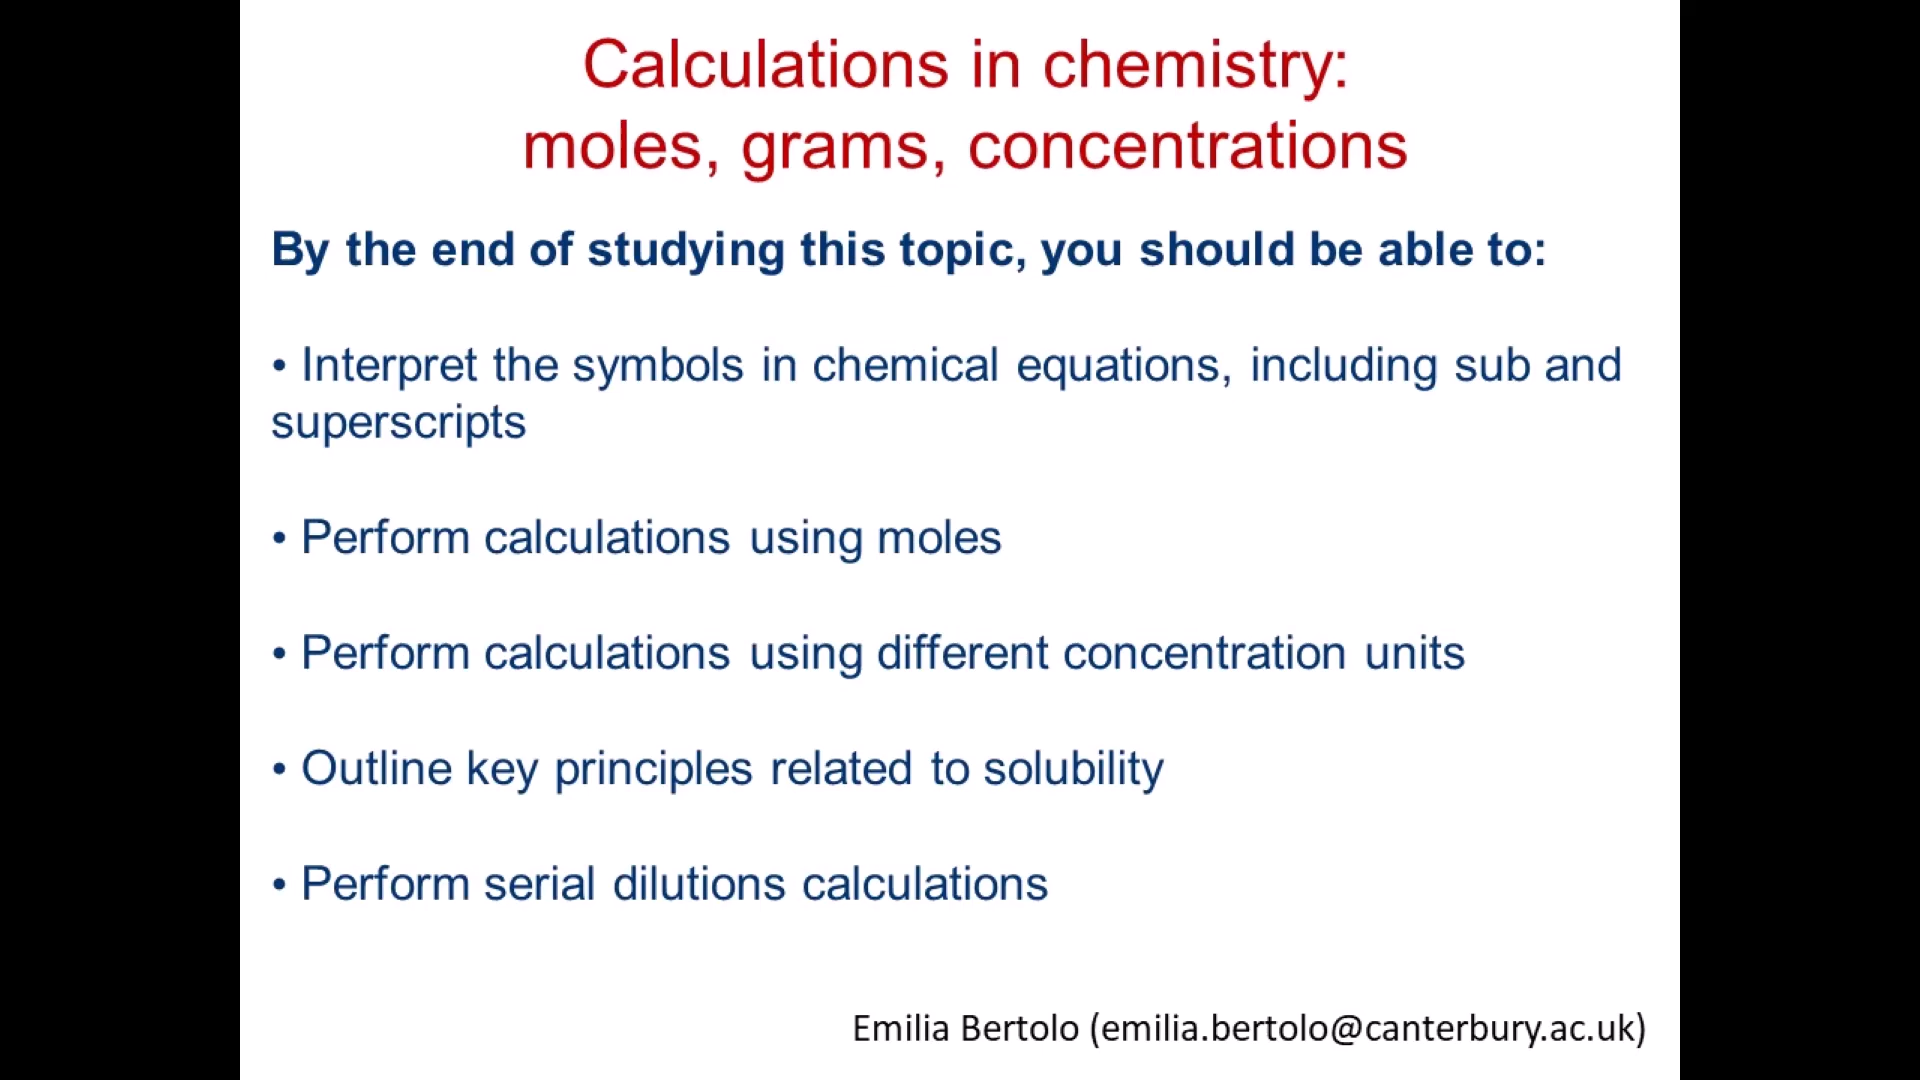 Calculations in chemistry:
moles, grams, concentrations
By the end of studying this topic, you should be able to:
• Interpret the symbols in chemical equations, including sub and
superscripts
• Perform calculations using moles
• Perform calculations using different concentration units
• Outline key principles related to solubility
• Perform serial dilutions calculations
Emilia Bertolo (emilia.bertolo@canterbury.ac.uk)